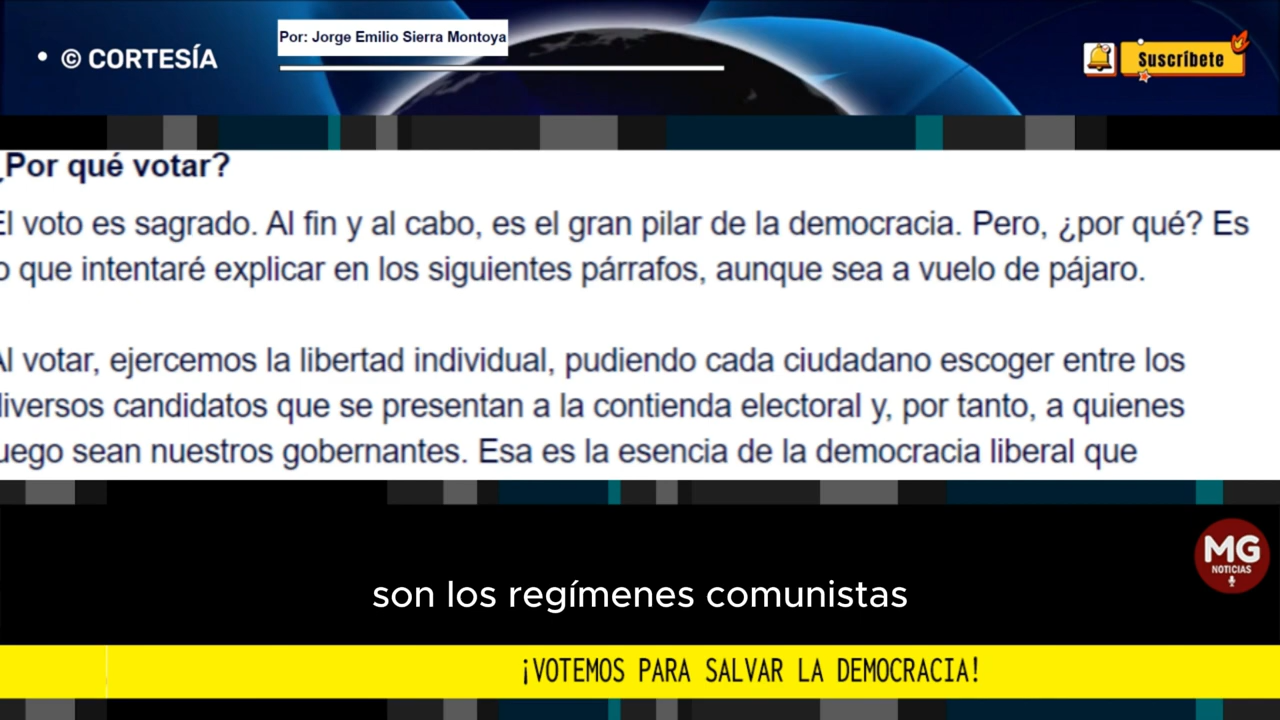 • © CORTESÍA
Por: Jorge Emilio Sierra Montoya
Suscríbete
¿Por qué votar?
El voto es sagrado. Al fin y al cabo, es el gran pilar de la democracia. Pero, ¿por qué? Es
o que intentaré explicar en los siguientes párrafos, aunque sea a vuelo de pájaro.
Al votar, ejercemos la libertad individual, pudiendo cada ciudadano escoger entre los
diversos candidatos que se presentan a la contienda electoral y, por tanto, a quienes
uego sean nuestros gobernantes. Esa es la esencia de la democracia liberal que
MG
NOTICIAS
son los regímenes comunistas
¡VOTEMOS PARA SALVAR LA DEMOCRACIA!